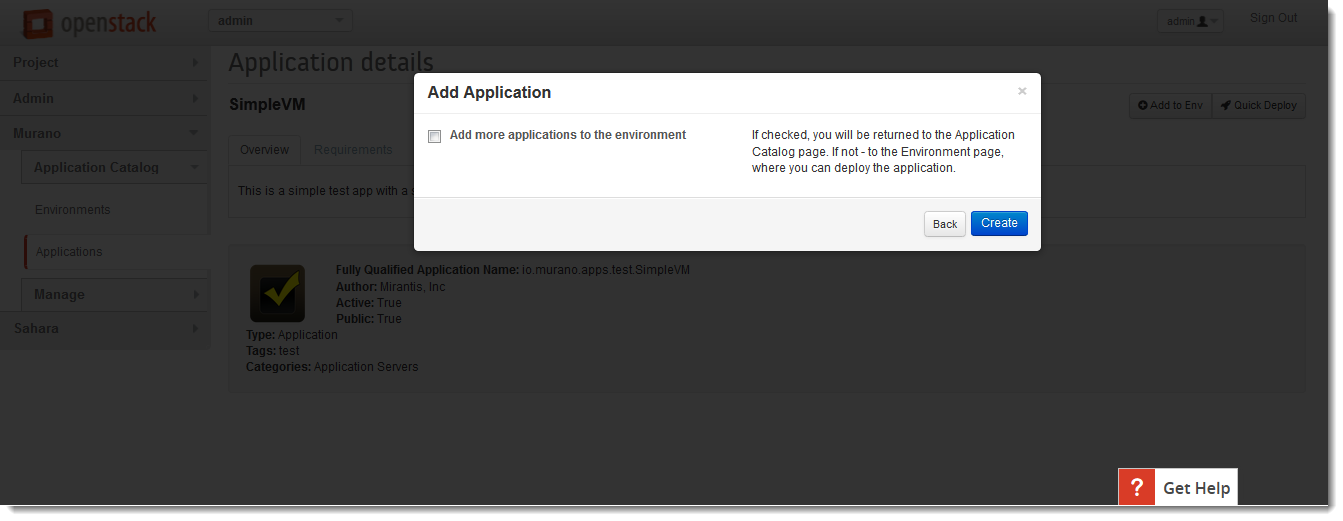 openstack
admin
admin
Sign Out
Project
Admin
Murano
Application Catalog
Environments
Applications
Manage
Sahara
Application details
SimpleVM
Add to Env
Quick Deploy
Overview
Requirements
This is a simple test app with a s
Add Application
×
Add more applications to the environment
If checked, you will be returned to the Application
Catalog page. If not - to the Environment page,
where you can deploy the application.
Back
Create
Fully Qualified Application Name: io.murano.apps.test.SimpleVM
Author: Mirantis, Inc
Active: True
Public: True
Type: Application
Tags: test
Categories: Application Servers
? Get Help